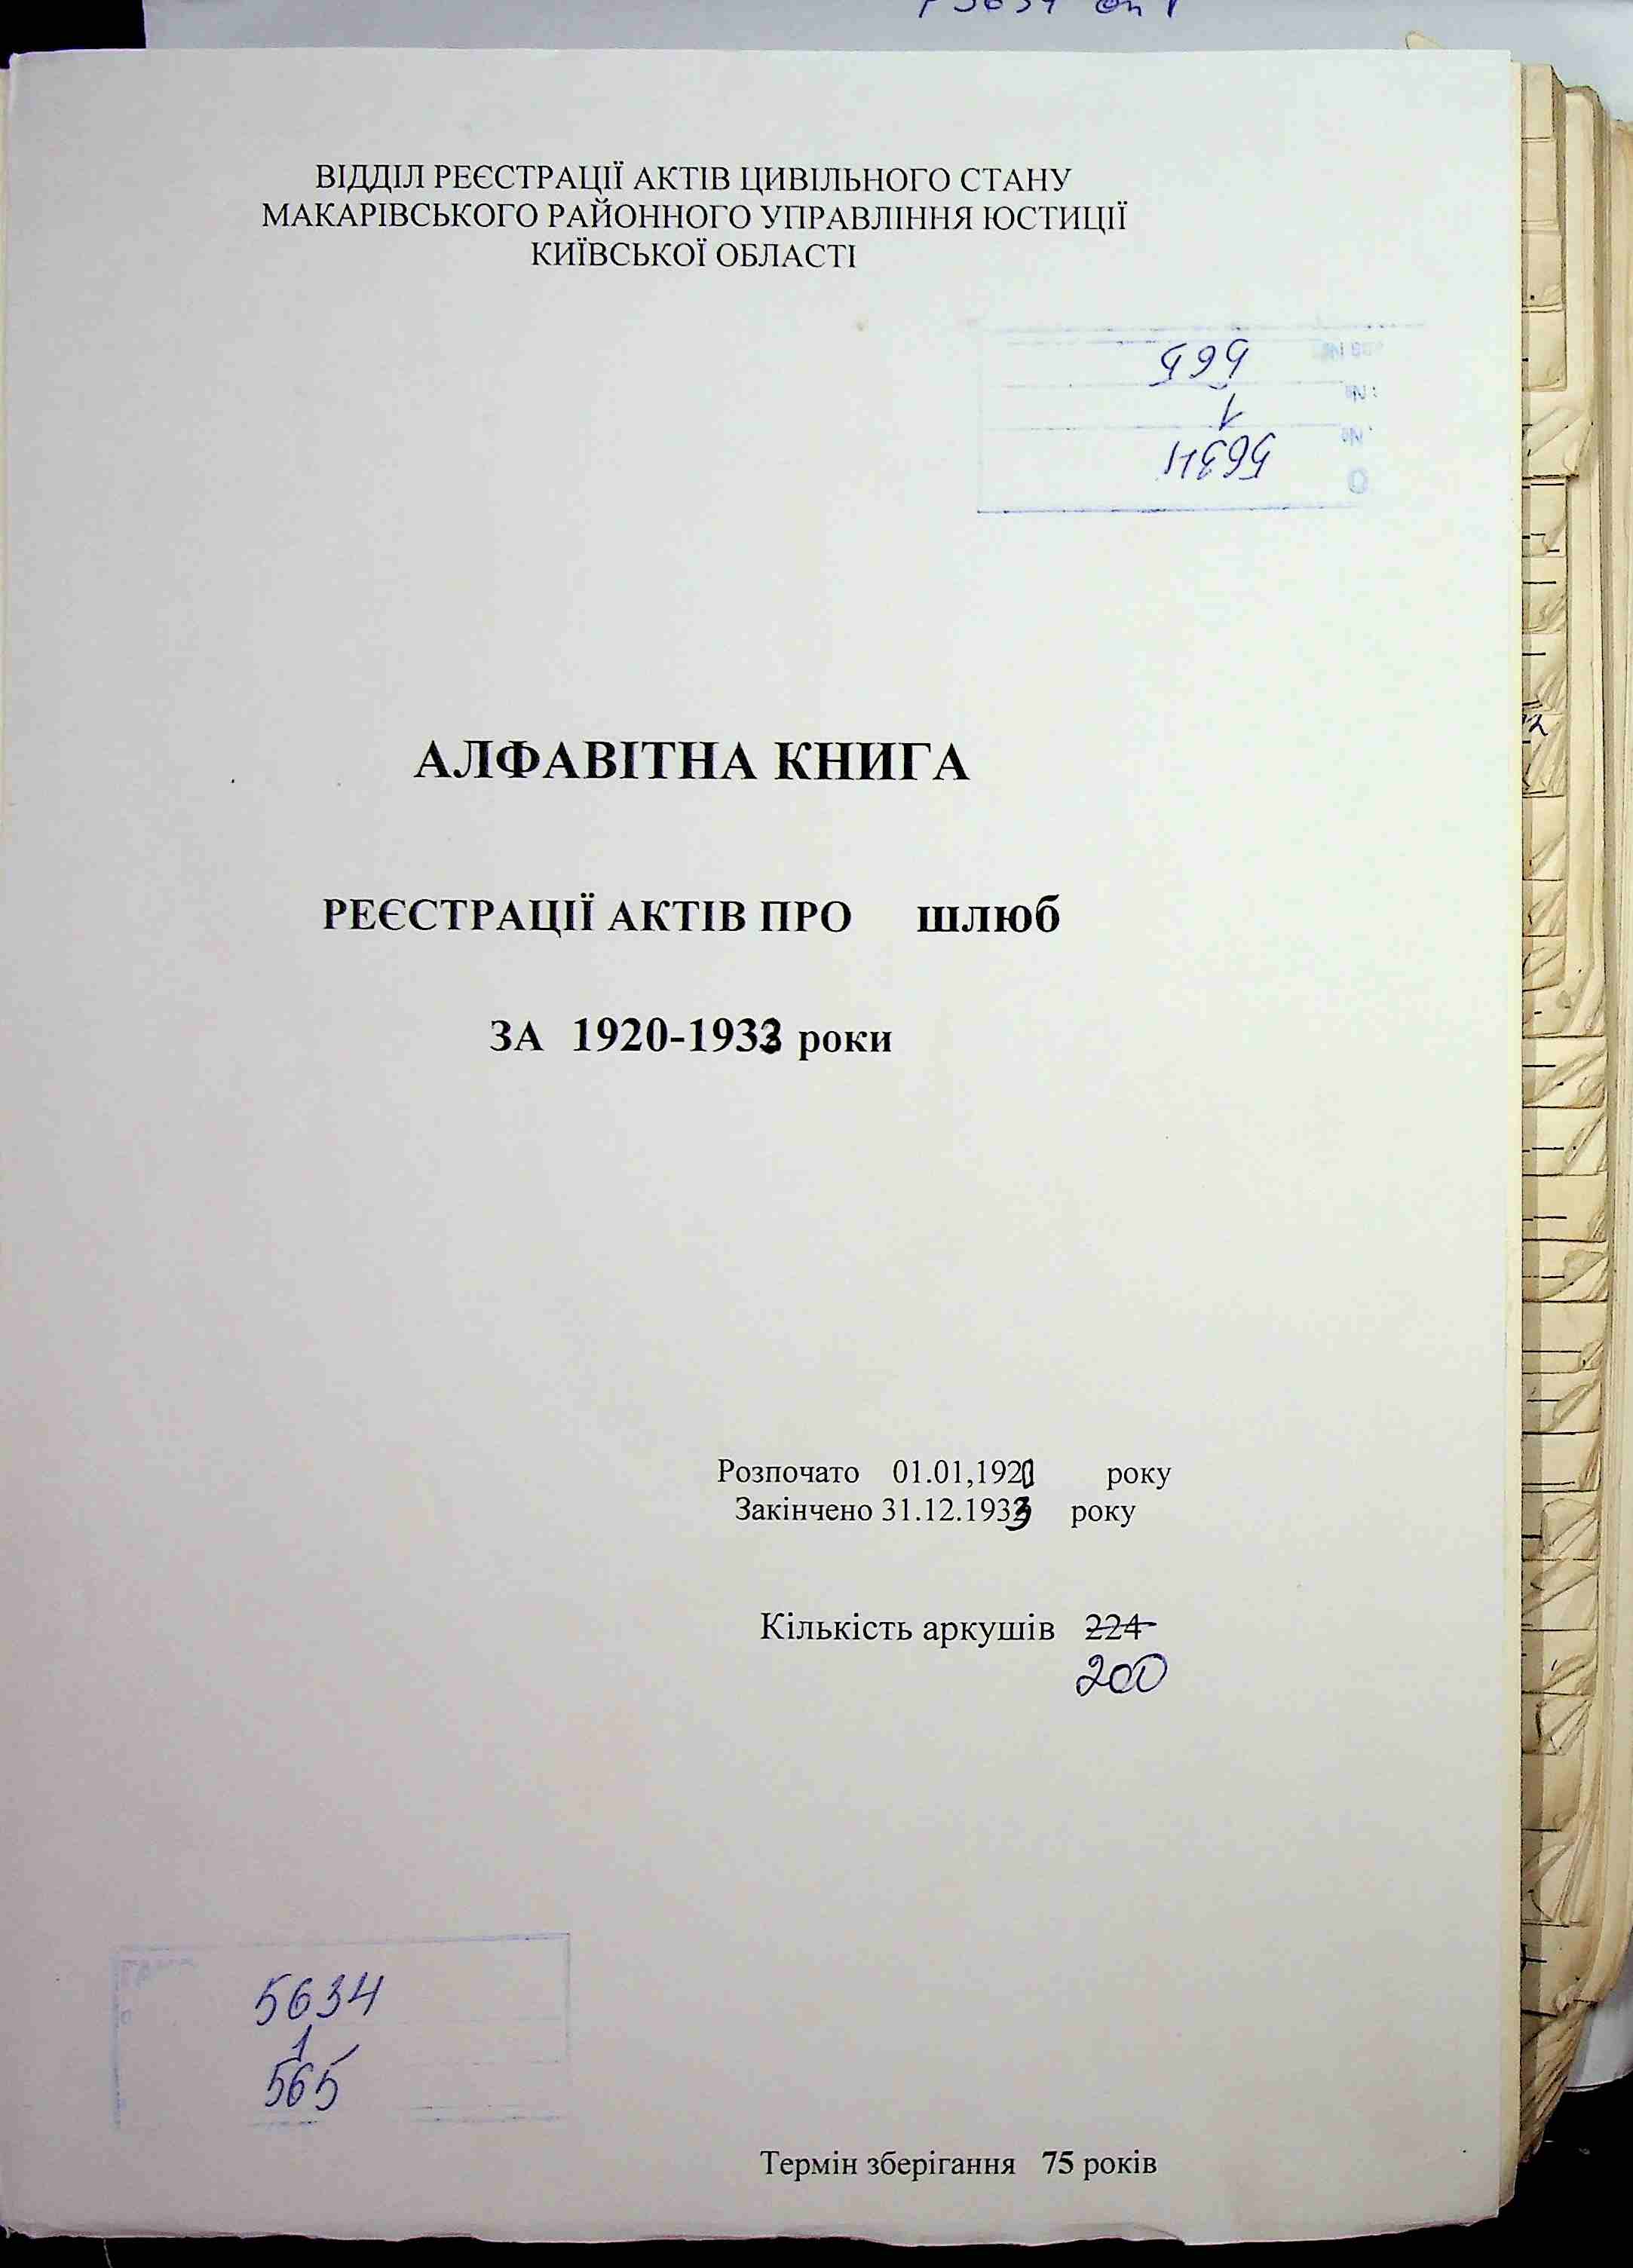 ВІДДІЛ РЕЄСТРАЦІЇ АКТІВ ЦИВІЛЬНОГО СТАНУ
МАКАРІВСЬКОГО РАЙОННОГО УПРАВЛІННЯ ЮСТИЦІЇ
КИЇВСЬКОЇ ОБЛАСТІ
565
1
5634
АЛФАВІТНА КНИГА
РЕЄСТРАЦІЇ АКТІВ ПРО шлюб
ЗА 1920-1933 роки
Розпочато 01.01,1920 року
Закінчено 31.12.1933 року
Кількість аркушів 224
200
5634
1
565
Термін зберігання 75 років